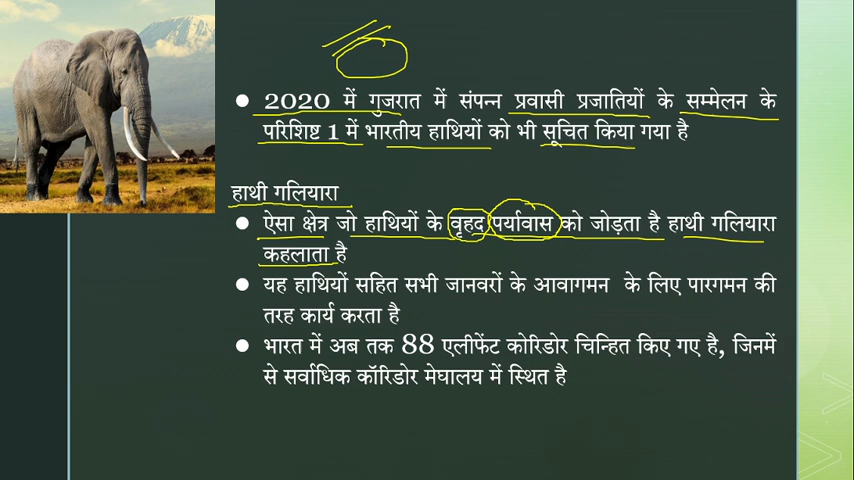 2020 में गुजरात में संपन्न प्रवासी प्रजातियों के सम्मेलन के
परिशिष्ट 1 में भारतीय हाथियों को भी सूचित किया गया है
हाथी गलियारा
ऐसा क्षेत्र जो हाथियों के वृहद पर्यावास को जोड़ता है हाथी गलियारा
कहलाता है
यह हाथियों सहित सभी जानवरों के आवागमन के लिए पारगमन की
तरह कार्य करता है
भारत में अब तक 88 एलीफेंट कोरिडोर चिन्हित किए गए है, जिनमें
से सर्वाधिक कॉरिडोर मेघालय में स्थित है